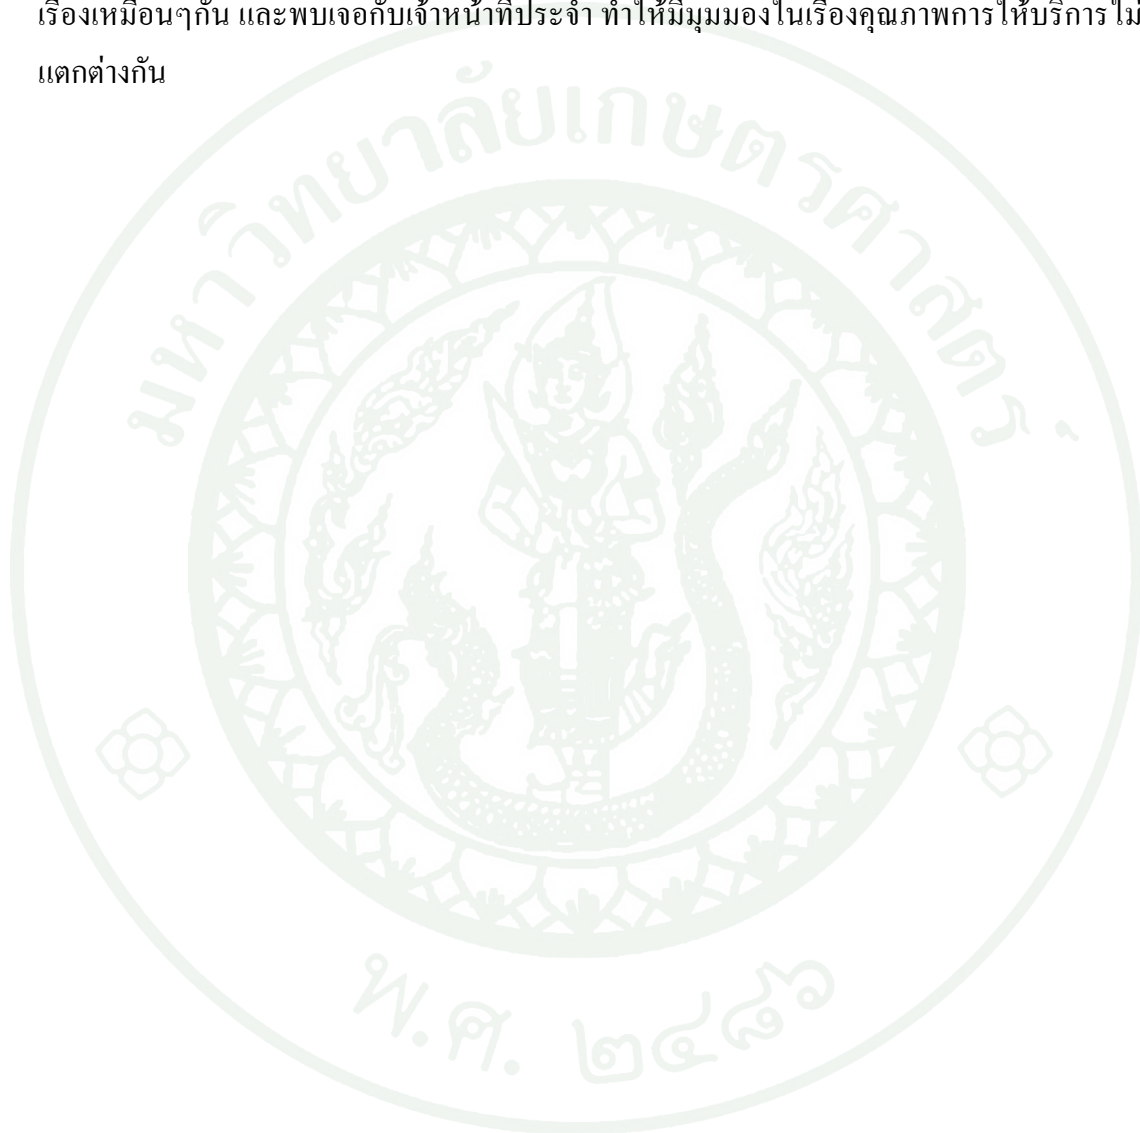 เรื่องเหมือนๆกัน และพบเจอกับเจ้าหน้าที่ประจำ ทำให้มีมุมมองในเรื่องคุณภาพการให้บริการไม่
แตกต่างกัน
มหาวิทยาลัยเกษตรศาสตร์
พ.ศ. ๒๔๘๖